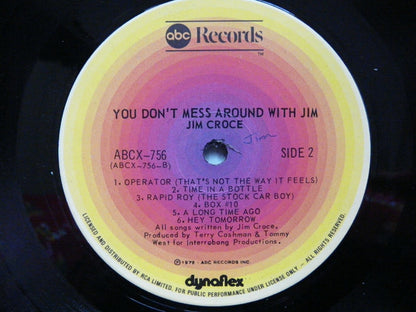 abc Records
TM
YOU DON'T MESS AROUND WITH JIM
JIM CROCE
Jim
ABCX-756
(ABCX-756-B)
SIDE 2
1. OPERATOR (THAT'S NOT THE WAY IT FEELS)
2. TIME IN A BOTTLE
3. RAPID ROY (THE STOCK CAR BOY)
4. BOX #10
5. A LONG TIME AGO
6. HEY TOMORROW
All songs written by Jim Croce.
Produced by Terry Cashman & Tommy
West for Interrobang Productions.
©1972 - ABC RECORDS INC.
dynaflex
LICENSED AND DISTRIBUTED BY RCA LIMITED. FOR PUBLIC PERFORMANCE UNDER LICENSE ONLY - ALL RIGHTS RESERVED.